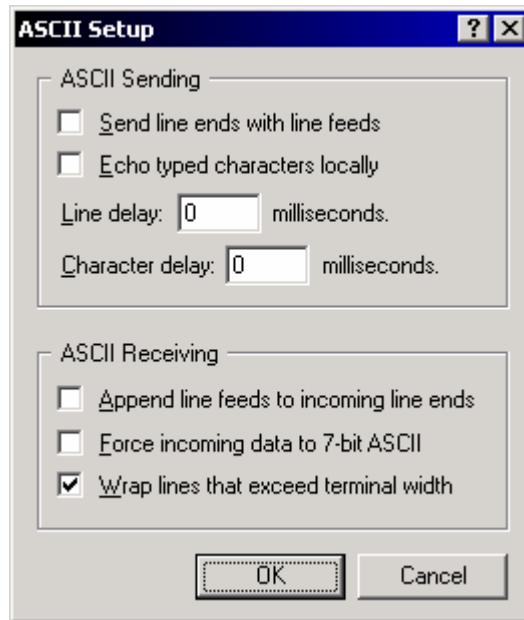 ASCII Setup
ASCII Sending
Send line ends with line feeds
Echo typed characters locally
Line delay: 0 milliseconds.
Character delay: 0 milliseconds.
ASCII Receiving
Append line feeds to incoming line ends
Force incoming data to 7-bit ASCII
Wrap lines that exceed terminal width
OK Cancel